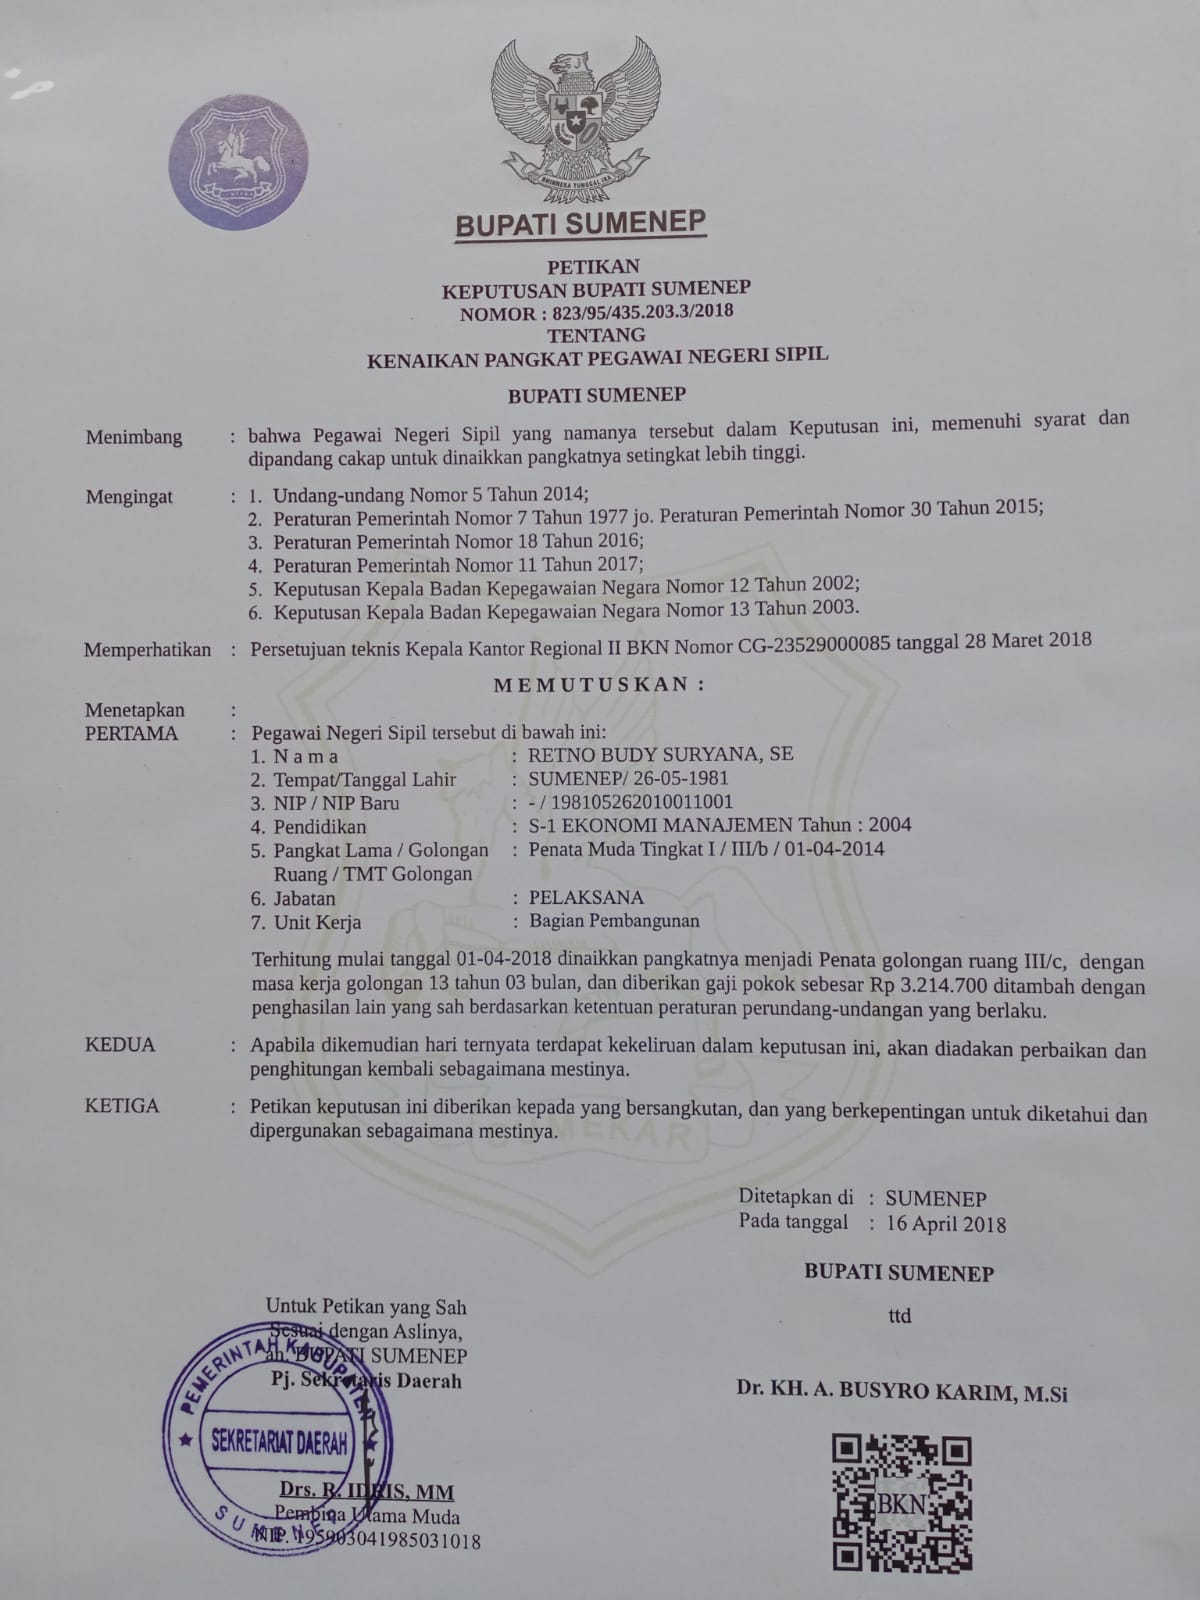 BHINNEKA TUNGGAL IKA
BUPATI SUMENEP
PETIKAN
KEPUTUSAN BUPATI SUMENEP
NOMOR : 823/95/435.203.3/2018
TENTANG
KENAIKAN PANGKAT PEGAWAI NEGERI SIPIL
BUPATI SUMENEP
Menimbang : bahwa Pegawai Negeri Sipil yang namanya tersebut dalam Keputusan ini, memenuhi syarat dan
dipandang cakap untuk dinaikkan pangkatnya setingkat lebih tinggi.
Mengingat : 1. Undang-undang Nomor 5 Tahun 2014;
2. Peraturan Pemerintah Nomor 7 Tahun 1977 jo. Peraturan Pemerintah Nomor 30 Tahun 2015;
3. Peraturan Pemerintah Nomor 18 Tahun 2016;
4. Peraturan Pemerintah Nomor 11 Tahun 2017;
5. Keputusan Kepala Badan Kepegawaian Negara Nomor 12 Tahun 2002;
6. Keputusan Kepala Badan Kepegawaian Negara Nomor 13 Tahun 2003.
Memperhatikan : Persetujuan teknis Kepala Kantor Regional II BKN Nomor CG-23529000085 tanggal 28 Maret 2018
M E M U T U S K A N :
Menetapkan :
PERTAMA : Pegawai Negeri Sipil tersebut di bawah ini:
1. N a m a : RETNO BUDY SURYANA, SE
2. Tempat/Tanggal Lahir : SUMENEP/ 26-05-1981
3. NIP / NIP Baru : - / 198105262010011001
4. Pendidikan : S-1 EKONOMI MANAJEMEN Tahun : 2004
5. Pangkat Lama / Golongan : Penata Muda Tingkat I / III/b / 01-04-2014
Ruang / TMT Golongan
6. Jabatan : PELAKSANA
7. Unit Kerja : Bagian Pembangunan
Terhitung mulai tanggal 01-04-2018 dinaikkan pangkatnya menjadi Penata golongan ruang III/c, dengan
masa kerja golongan 13 tahun 03 bulan, dan diberikan gaji pokok sebesar Rp 3.214.700 ditambah dengan
penghasilan lain yang sah berdasarkan ketentuan peraturan perundang-undangan yang berlaku.
KEDUA : Apabila dikemudian hari ternyata terdapat kekeliruan dalam keputusan ini, akan diadakan perbaikan dan
penghitungan kembali sebagaimana mestinya.
KETIGA : Petikan keputusan ini diberikan kepada yang bersangkutan, dan yang berkepentingan untuk diketahui dan
dipergunakan sebagaimana mestinya.
SUMEKAR
Ditetapkan di : SUMENEP
Pada tanggal : 16 April 2018
BUPATI SUMENEP
ttd
Dr. KH. A. BUSYRO KARIM, M.Si
BKN
Untuk Petikan yang Sah
Sesuai dengan Aslinya,
an. BUPATI SUMENEP
Pj. Sekretaris Daerah
PEMERINTAH KABUPATEN
SEKRETARIAT DAERAH
SUMENEP
Drs. R. IDRIS, MM
Pembina Utama Muda
NIP. 195903041985031018